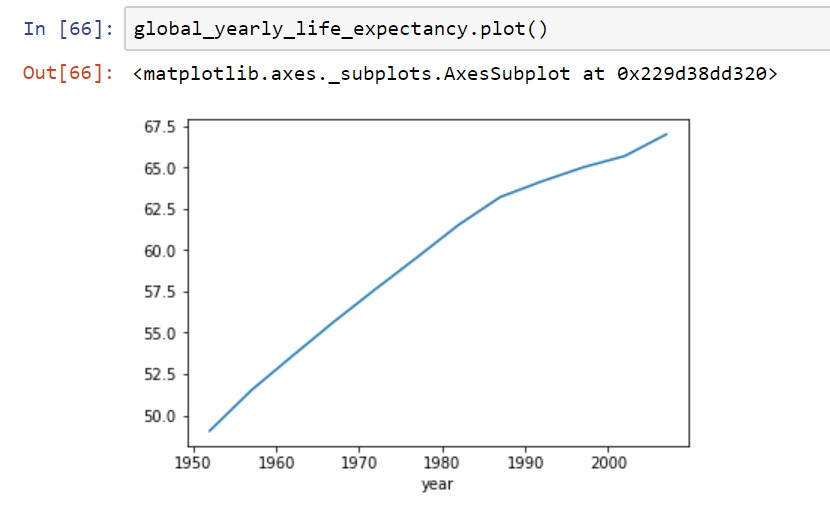 In [66]: global_yearly_life_expectancy.plot()
Out[66]: <matplotlib.axes._subplots.AxesSubplot at 0x229d38dd320>
67.5
65.0
62.5
60.0
57.5
55.0
52.5
50.0
1950 1960 1970 1980 1990 2000
year